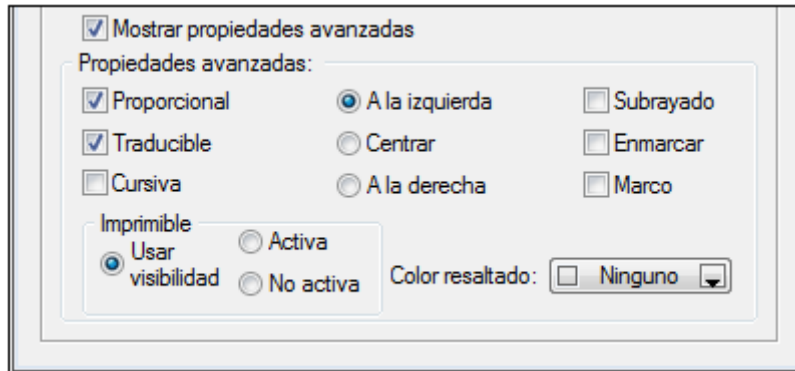 Mostrar propiedades avanzadas
Propiedades avanzadas:
Proporcional
A la izquierda
Subrayado
Traducible
Centrar
Enmarcar
Cursiva
A la derecha
Marco
Imprimible
Usar
visibilidad
Activa
No activa
Color resaltado:
Ninguno